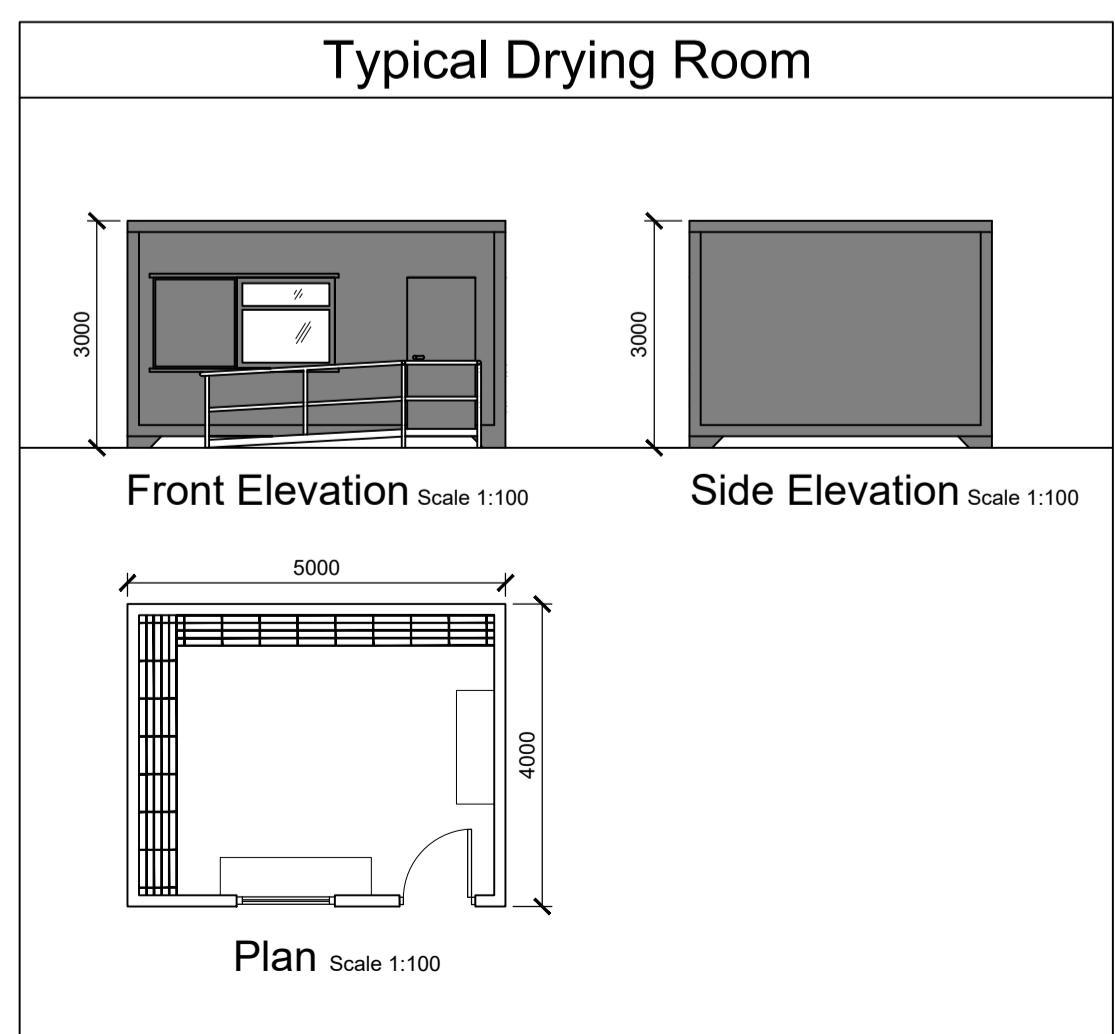 Typical Drying Room
3000
3000
Front Elevation Scale 1:100
Side Elevation Scale 1:100
5000
4000
Plan Scale 1:100